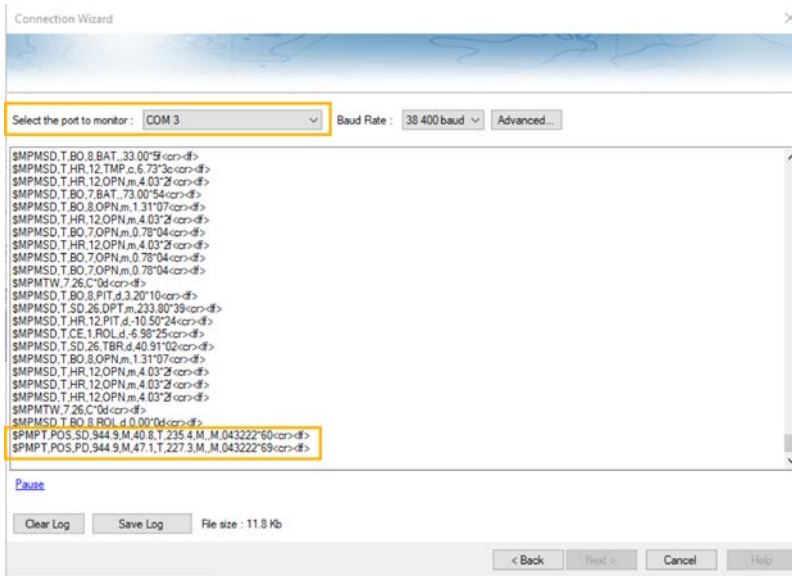 Connection Wizard
Select the port to monitor : COM 3 Baud Rate : 38 400 baud Advanced...
$MPMSD,T,BO,8,BAT,,33.00*5f<cr><lf>
$MPMSD,T,HR,12,TMP,c,6.73*3c<cr><lf>
$MPMSD,T,HR,12,OPN,m,4.03*2f<cr><lf>
$MPMSD,T,BO,7,BAT,,73.00*54<cr><lf>
$MPMSD,T,BO,8,OPN,m,1.31*07<cr><lf>
$MPMSD,T,HR,12,OPN,m,4.03*2f<cr><lf>
$MPMSD,T,BO,7,OPN,m,0.78*04<cr><lf>
$MPMSD,T,HR,12,OPN,m,4.03*2f<cr><lf>
$MPMSD,T,BO,7,OPN,m,0.78*04<cr><lf>
$MPMSD,T,BO,7,OPN,m,0.78*04<cr><lf>
$MPMTW,7.26,C*0d<cr><lf>
$MPMSD,T,BO,8,PIT,d,3.20*10<cr><lf>
$MPMSD,T,SD,26,DPT,m,233.80*39<cr><lf>
$MPMSD,T,HR,12,PIT,d,-10.50*24<cr><lf>
$MPMSD,T,CE,1,ROL,d,-6.98*25<cr><lf>
$MPMSD,T,SD,26,TBR,d,40.91*02<cr><lf>
$MPMSD,T,BO,8,OPN,m,1.31*07<cr><lf>
$MPMSD,T,HR,12,OPN,m,4.03*2f<cr><lf>
$MPMSD,T,HR,12,OPN,m,4.03*2f<cr><lf>
$MPMSD,T,HR,12,OPN,m,4.03*2f<cr><lf>
$MPMTW,7.26,C*0d<cr><lf>
$MPMSD,T,BO,8,ROL,d,0.00*0d<cr><lf>
$PMPT,POS,SD,944.9,M,40.8,T,235.4,M,,M,043222*60<cr><lf>
$PMPT,POS,PD,944.9,M,47.1,T,227.3,M,,M,043222*69<cr><lf>
Pause
Clear Log Save Log File size : 11.8 Kb
< Back Next > Cancel Help